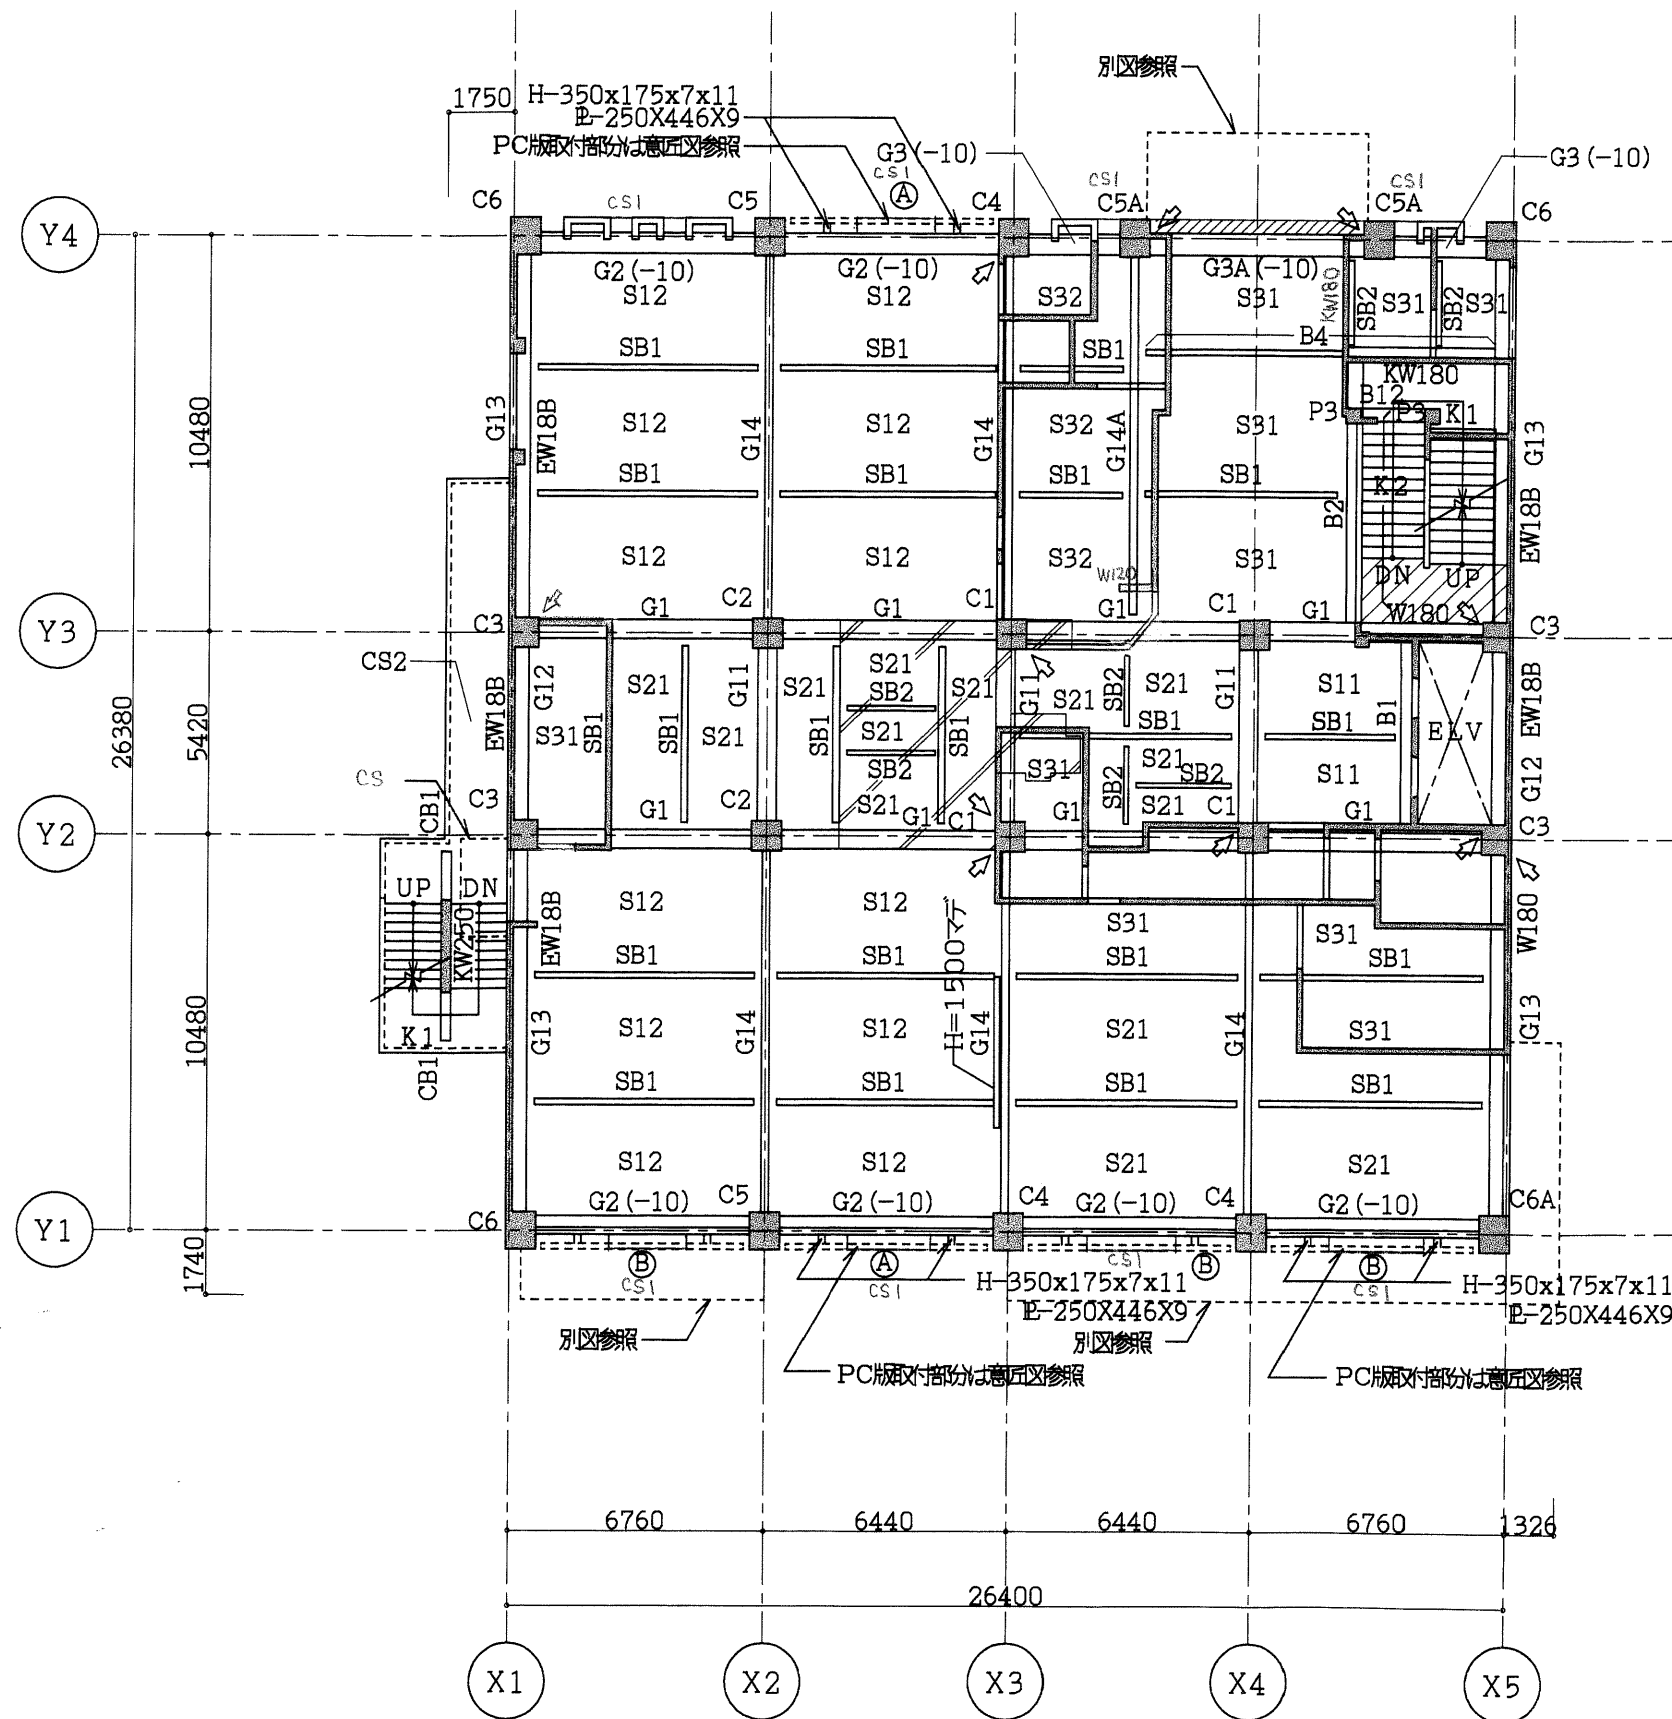 別図参照
1750
H-350x175x7x11
PL-250X446X9
PC版取付部分は意匠図参照
G3(-10)
G3(-10)
CS1
A
CS1
CS1
C6
CS1
C5
C4
C5A
C5A
C6
Y4
G2(-10)
G2(-10)
G3A(-10)
S12
S12
S32
S31
KW180
SB2
S31
SB2
S31
B4
SB1
SB1
SB1
KW180
B12
G13
EW18B
S12
G14
S12
G14
S32
G14A
S31
P3
P3
K1
G13
10480
SB1
SB1
SB1
SB1
K2
B2
EW18B
S12
S12
S32
S31
W120
DN
UP
G1
C2
G1
C1
G1
C1
G1
W180
Y3
C3
C3
CS2
26380
5420
EW18B
G12
S31
SB1
S21
SB1
S21
G11
S21
SB1
S21
SB2
S21
SB2
S21
S21
SB1
G11
S21
SB2
S21
SB1
G11
S11
SB1
B1
ELV
EW18B
S31
SB2
S21
SB2
S21
S11
G12
CS
CB1
C3
G1
C2
G1
C1
G1
C1
G1
C3
Y2
UP
DN
KW250
EW18B
S12
S12
S31
S31
W180
SB1
SB1
H=1500マデ
SB1
SB1
10480
K1
CB1
G13
S12
G14
S12
G14
S21
G14
S31
G13
SB1
SB1
SB1
SB1
S12
S12
S21
S21
G2(-10)
C5
G2(-10)
C4
G2(-10)
C4
G2(-10)
C6A
Y1
C6
1740
B
CS1
A
CS1
CS1
B
B
CS1
H-350x175x7x11
PL-250X446X9
H-350x175x7x11
PL-250X446X9
別図参照
別図参照
PC版取付部分は意匠図参照
PC版取付部分は意匠図参照
6760
6440
6440
6760
1326
26400
X1
X2
X3
X4
X5